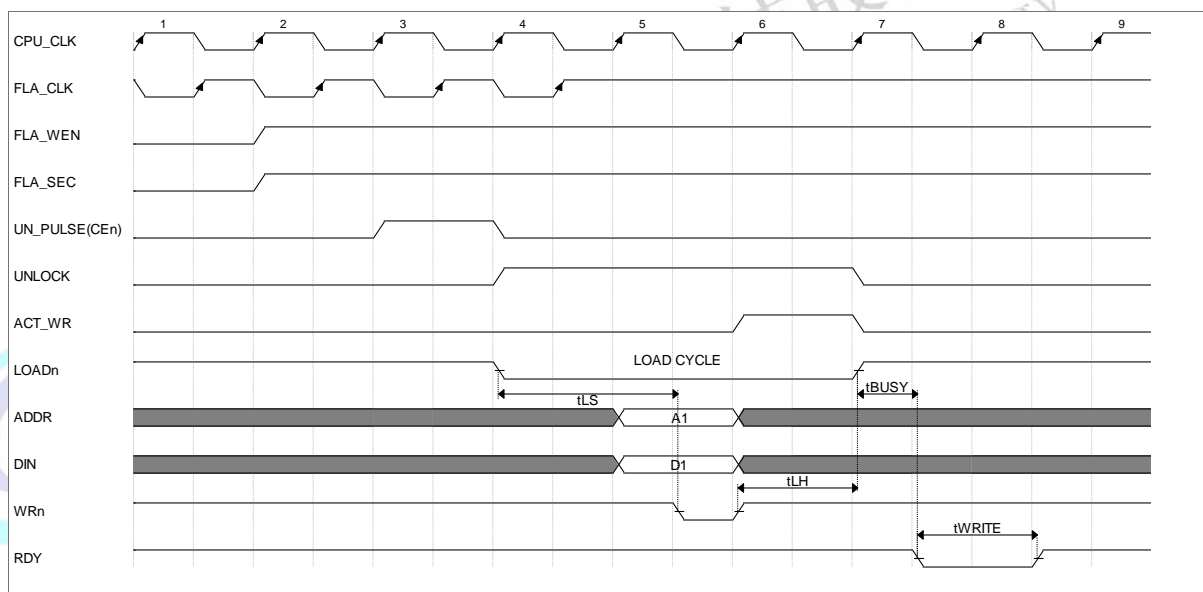 1 2 3 4 5 6 7 8 9
CPU_CLK
FLA_CLK
FLA_WEN
FLA_SEC
UN_PULSE(CEn)
UNLOCK
ACT_WR
LOADn LOAD CYCLE
tBUSY
tLS
ADDR A1
DIN D1
tLH
WRn
tWRITE
RDY